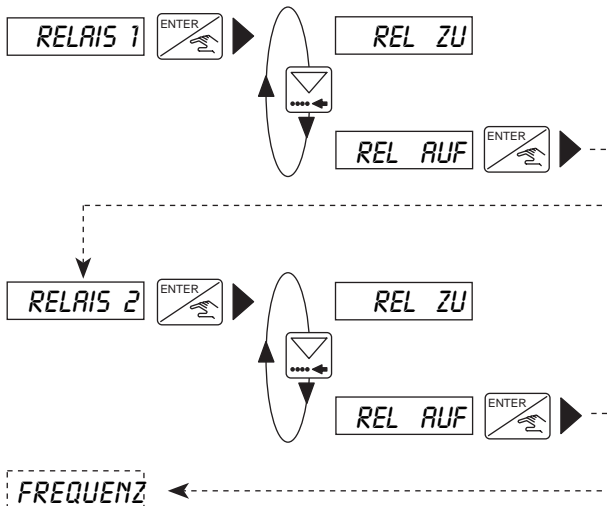 RELAIS 1 ENTER REL ZU
REL AUF ENTER
RELAIS 2 ENTER REL ZU
REL AUF ENTER
FREQUENZ